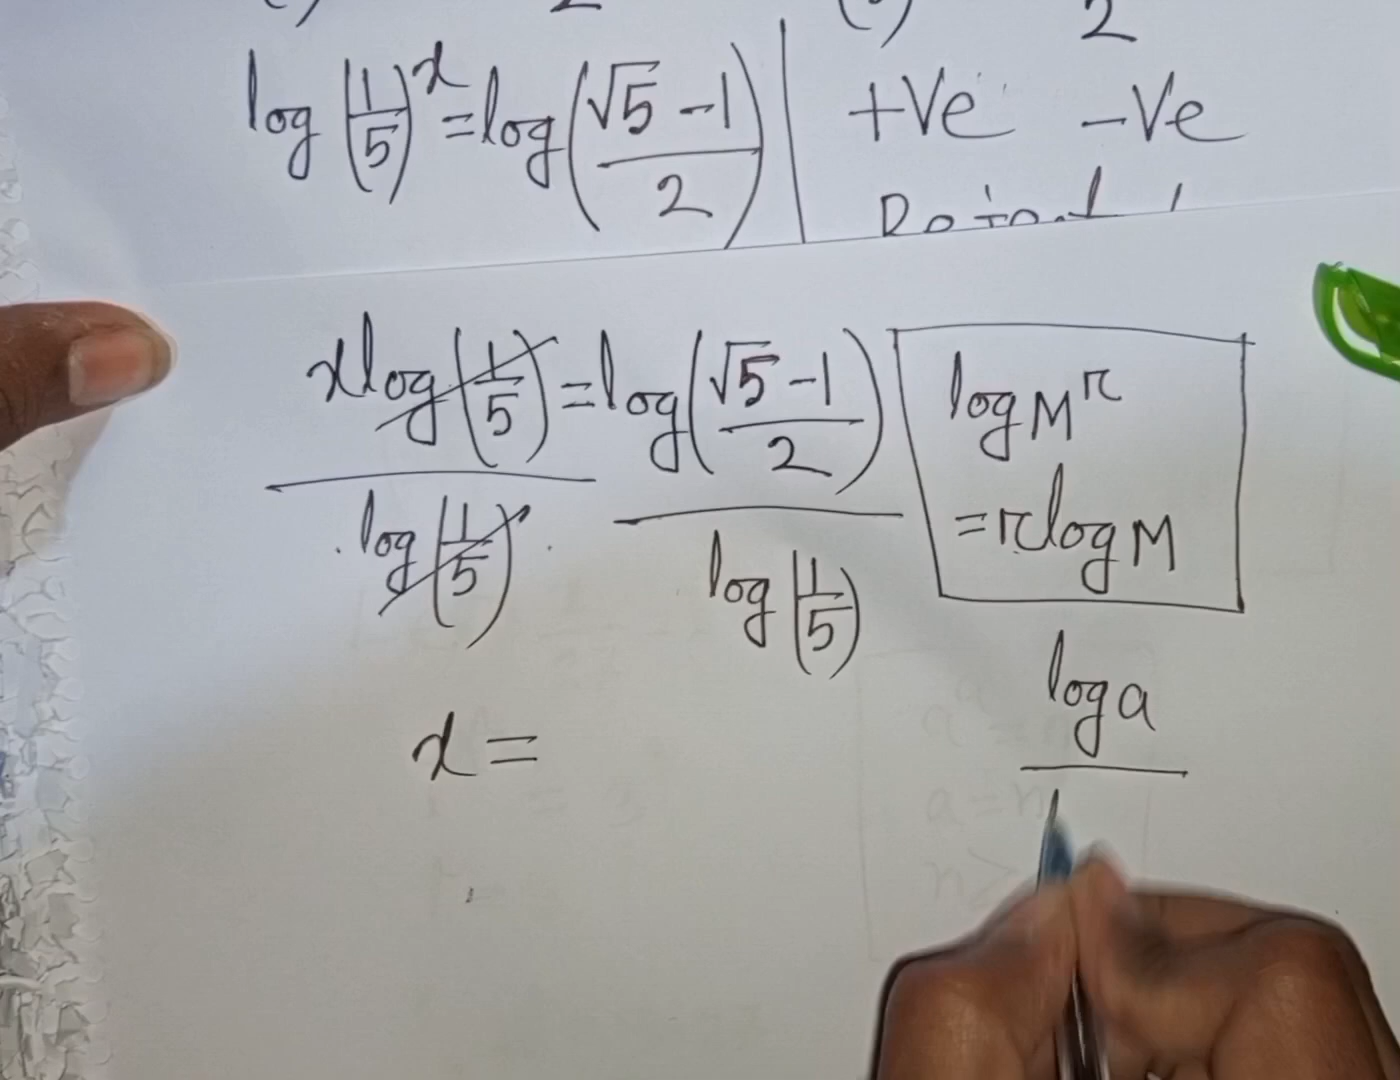 2 2
log (1/5)^x = log((√5 - 1)/2) | +Ve -Ve
x log(1/5) / log(1/5) = log((√5 - 1)/2) / log(1/5)
log M^r
= r log M
x =
log a